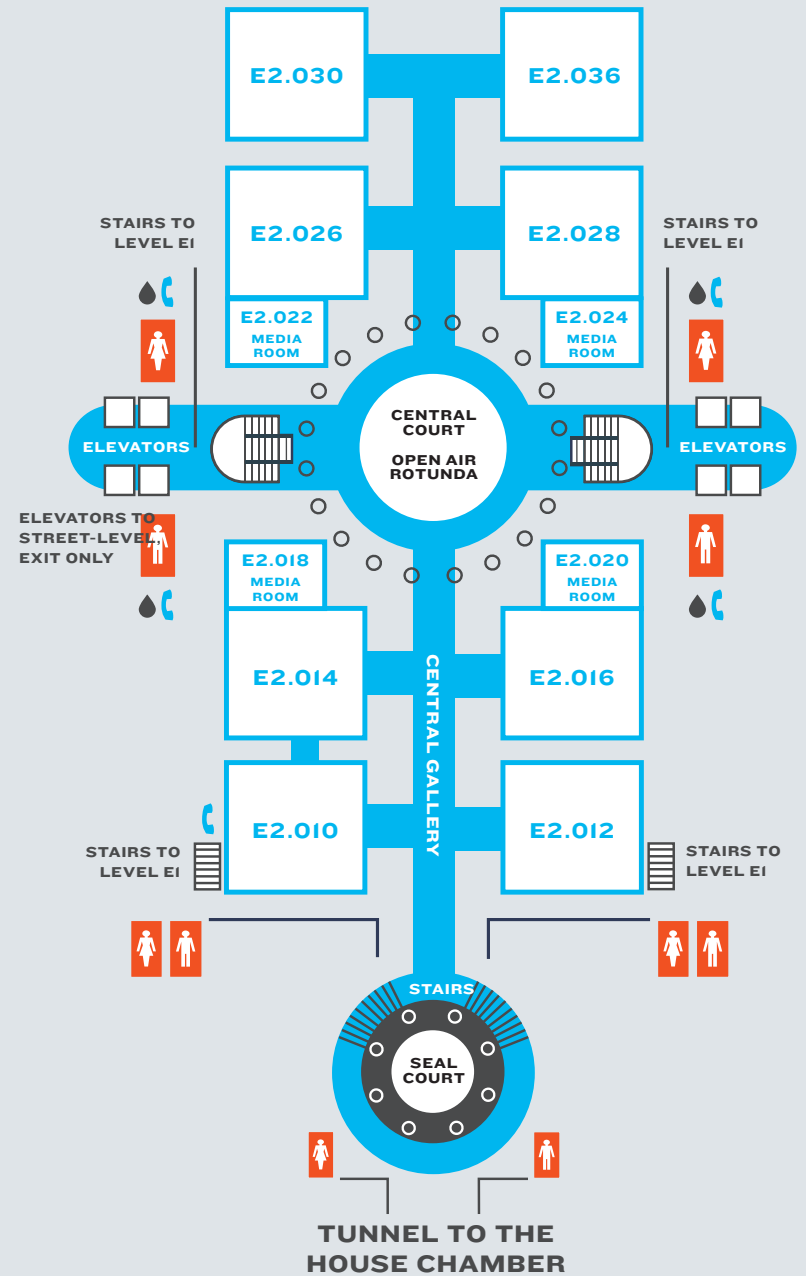 E2.030
E2.036
E2.026
E2.028
STAIRS TO
LEVEL E1
STAIRS TO
LEVEL E1
E2.022
MEDIA
ROOM
E2.024
MEDIA
ROOM
CENTRAL
COURT
OPEN AIR
ROTUNDA
ELEVATORS
ELEVATORS
ELEVATORS TO
STREET-LEVEL,
EXIT ONLY
E2.018
MEDIA
ROOM
E2.020
MEDIA
ROOM
E2.014
E2.016
CENTRAL GALLERY
E2.010
E2.012
STAIRS TO
LEVEL E1
STAIRS TO
LEVEL E1
STAIRS
SEAL
COURT
TUNNEL TO THE
HOUSE CHAMBER